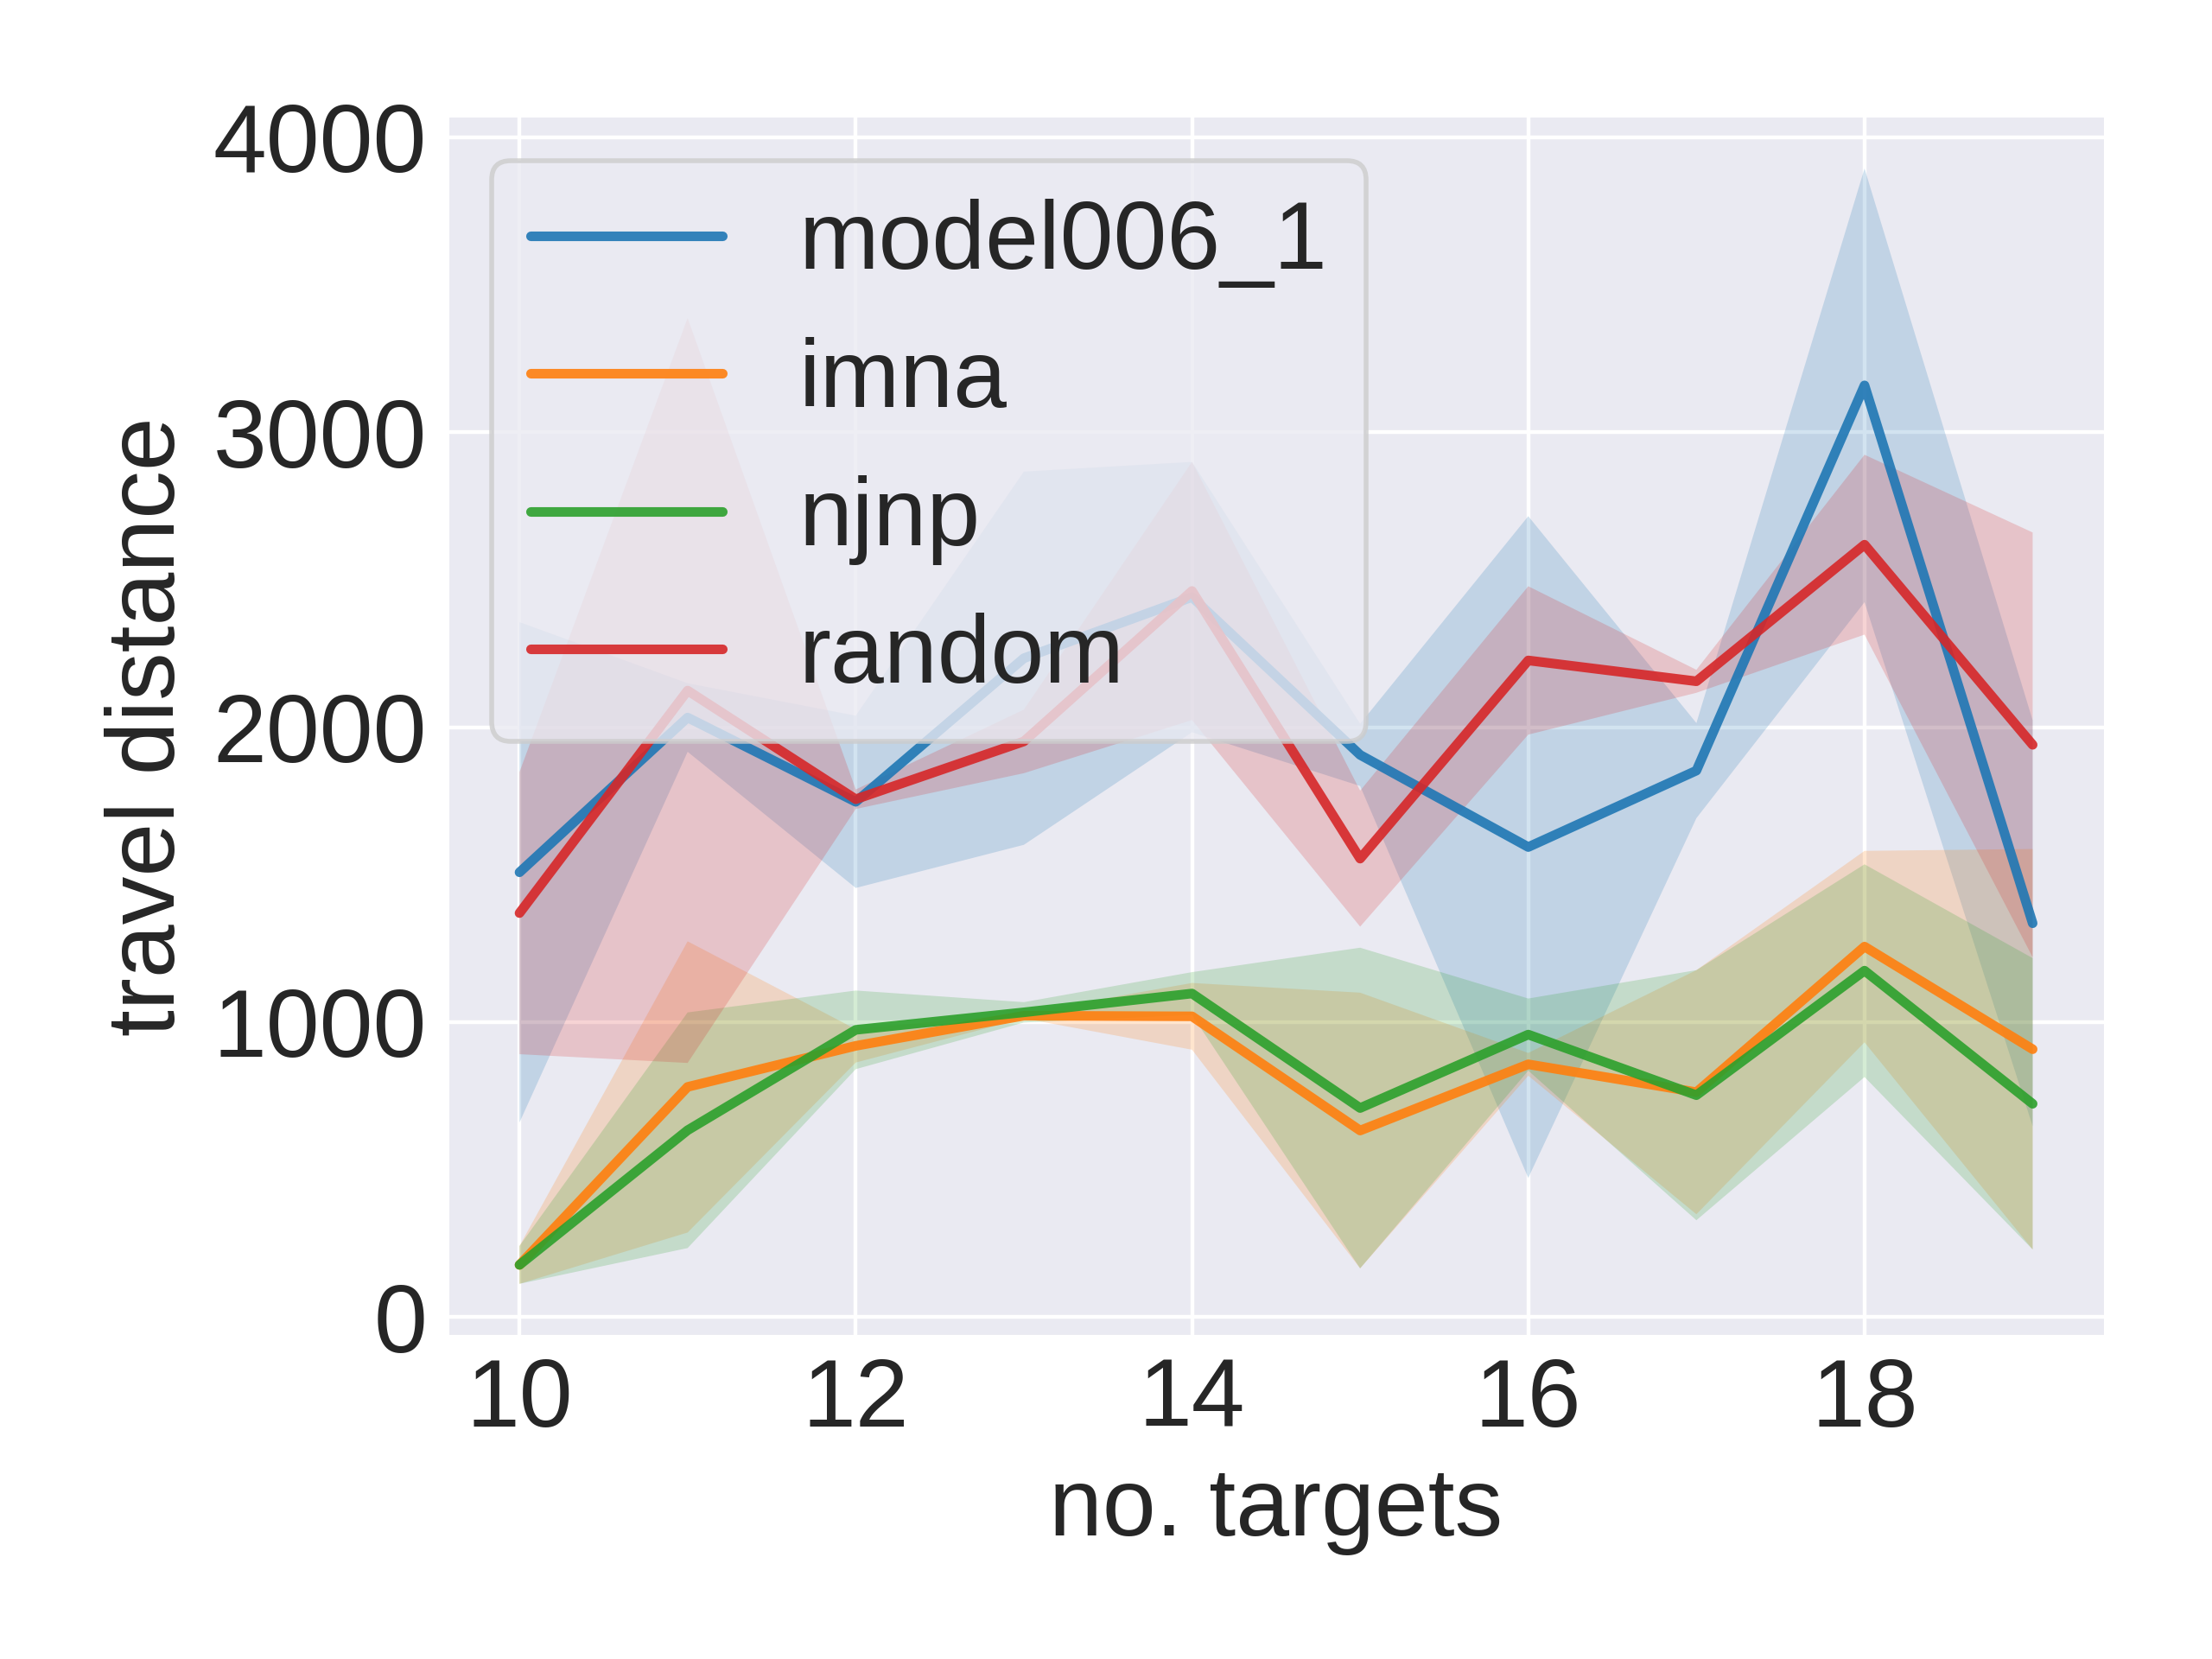 4000
3000
2000
1000
0
travel distance
model006_1
imna
njnp
random
10 12 14 16 18
no. targets